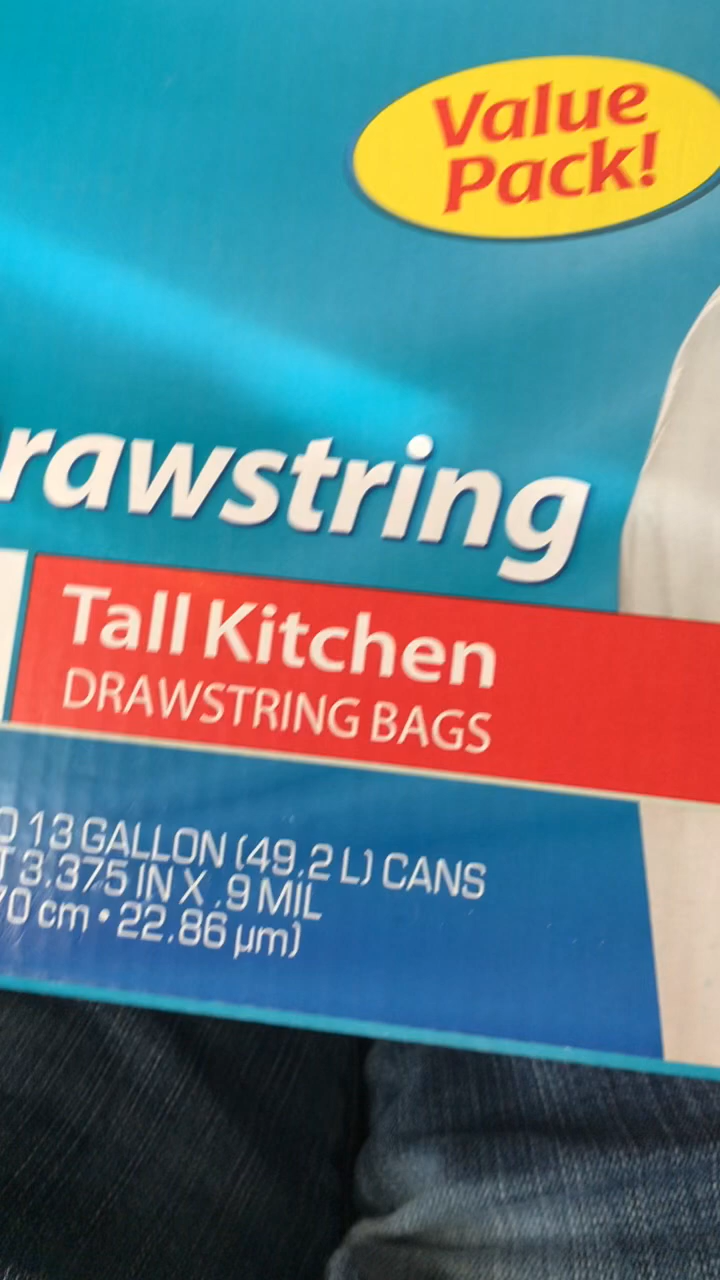 Value
Pack!
rawstring
Tall Kitchen
DRAWSTRING BAGS
O 13 GALLON (49.2 L) CANS
T 3.375 IN X .9 MIL
70 cm • 22.86 µm)